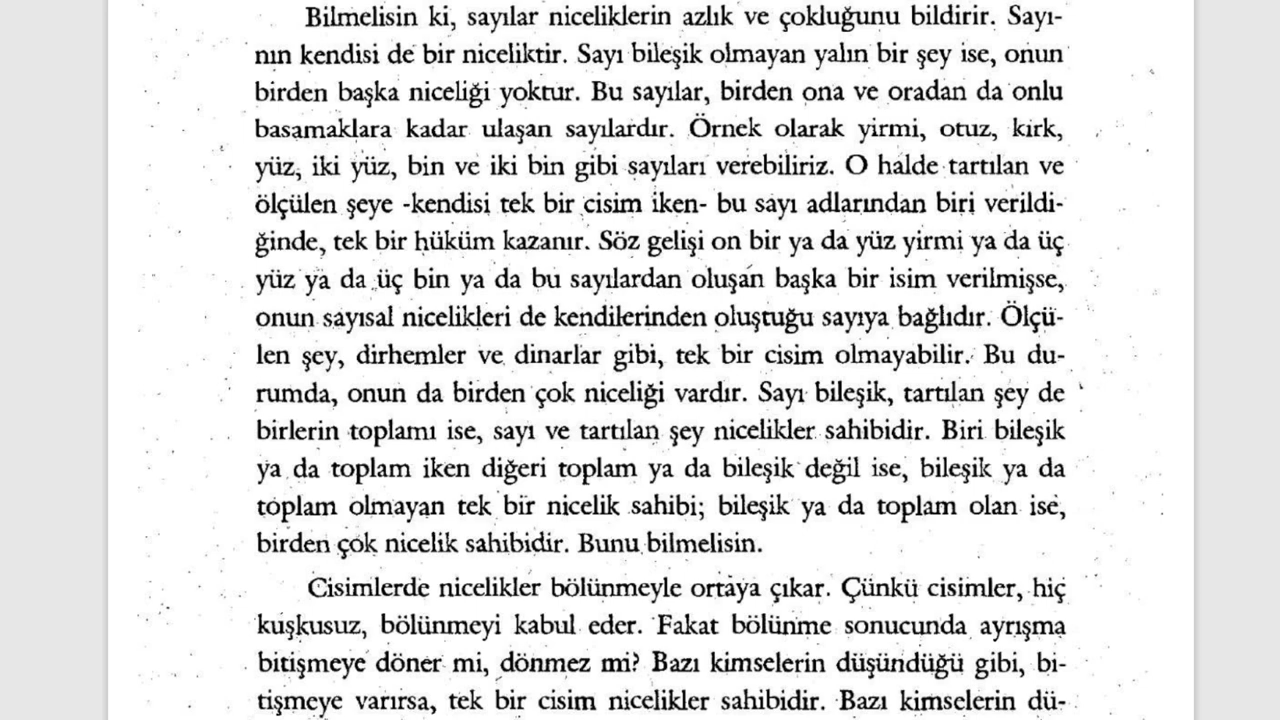 Bilmelisin ki, sayılar niceliklerin azlık ve çokluğunu bildirir. Sayı-
nın kendisi de bir niceliktir. Sayı bileşik olmayan yalın bir şey ise, onun
birden başka niceliği yoktur. Bu sayılar, birden ona ve oradan da onlu
basamaklara kadar ulaşan sayılardır. Örnek olarak yirmi, otuz, kırk,
yüz, iki yüz, bin ve iki bin gibi sayıları verebiliriz. O halde tartılan ve
ölçülen şeye -kendisi tek bir cisim iken- bu sayı adlarından biri verildi-
ğinde, tek bir hüküm kazanır. Söz gelişi on bir ya da yüz yirmi ya da üç
yüz ya da üç bin ya da bu sayılardan oluşan başka bir isim verilmişse,
onun sayısal nicelikleri de kendilerinden oluştuğu sayıya bağlıdır. Ölçü-
len şey, dirhemler ve dinarlar gibi, tek bir cisim olmayabilir. Bu du-
rumda, onun da birden çok niceliği vardır. Sayı bileşik, tartılan şey de
birlerin toplamı ise, sayı ve tartılan şey nicelikler sahibidir. Biri bileşik
ya da toplam iken diğeri toplam ya da bileşik değil ise, bileşik ya da
toplam olmayan tek bir nicelik sahibi; bileşik ya da toplam olan ise,
birden çok nicelik sahibidir. Bunu bilmelisin.
Cisimlerde nicelikler bölünmeyle ortaya çıkar. Çünkü cisimler, hiç
kuşkusuz, bölünmeyi kabul eder. Fakat bölünme sonucunda ayrışma
bitişmeye döner mi, dönmez mi? Bazı kimselerin düşündüğü gibi, bi-
tişmeye varırsa, tek bir cisim nicelikler sahibidir. Bazı kimselerin dü-